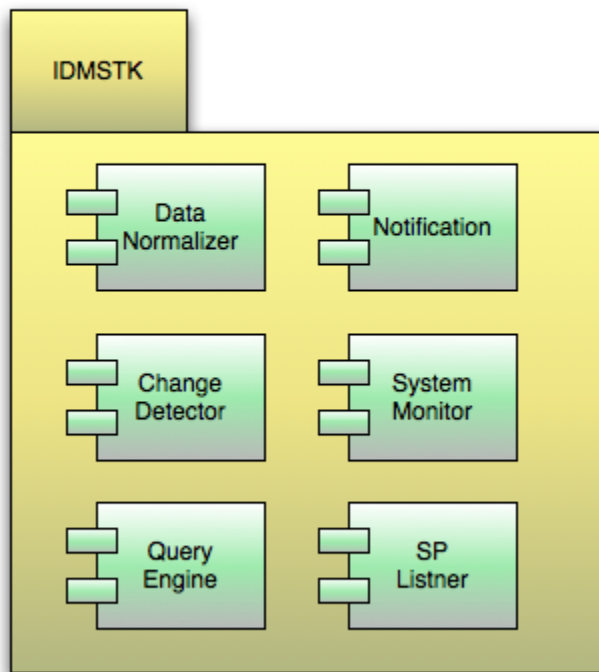 IDMSTK
Data
Normalizer
Notification
Change
Detector
System
Monitor
Query
Engine
SP
Listner